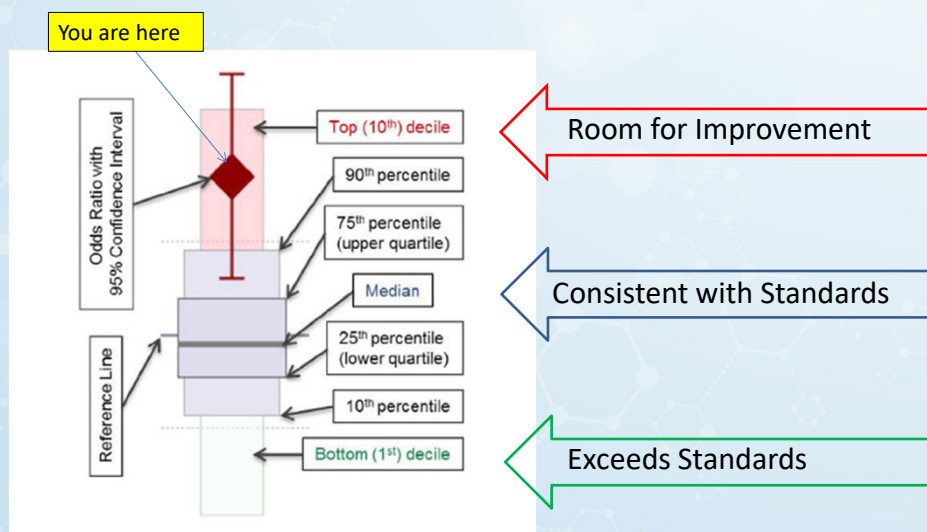 You are here
Odds Ratio with
95% Confidence Interval
Reference Line
Top (10th) decile
90th percentile
75th percentile
(upper quartile)
Median
25th percentile
(lower quartile)
10th percentile
Bottom (1st) decile
Room for Improvement
Consistent with Standards
Exceeds Standards